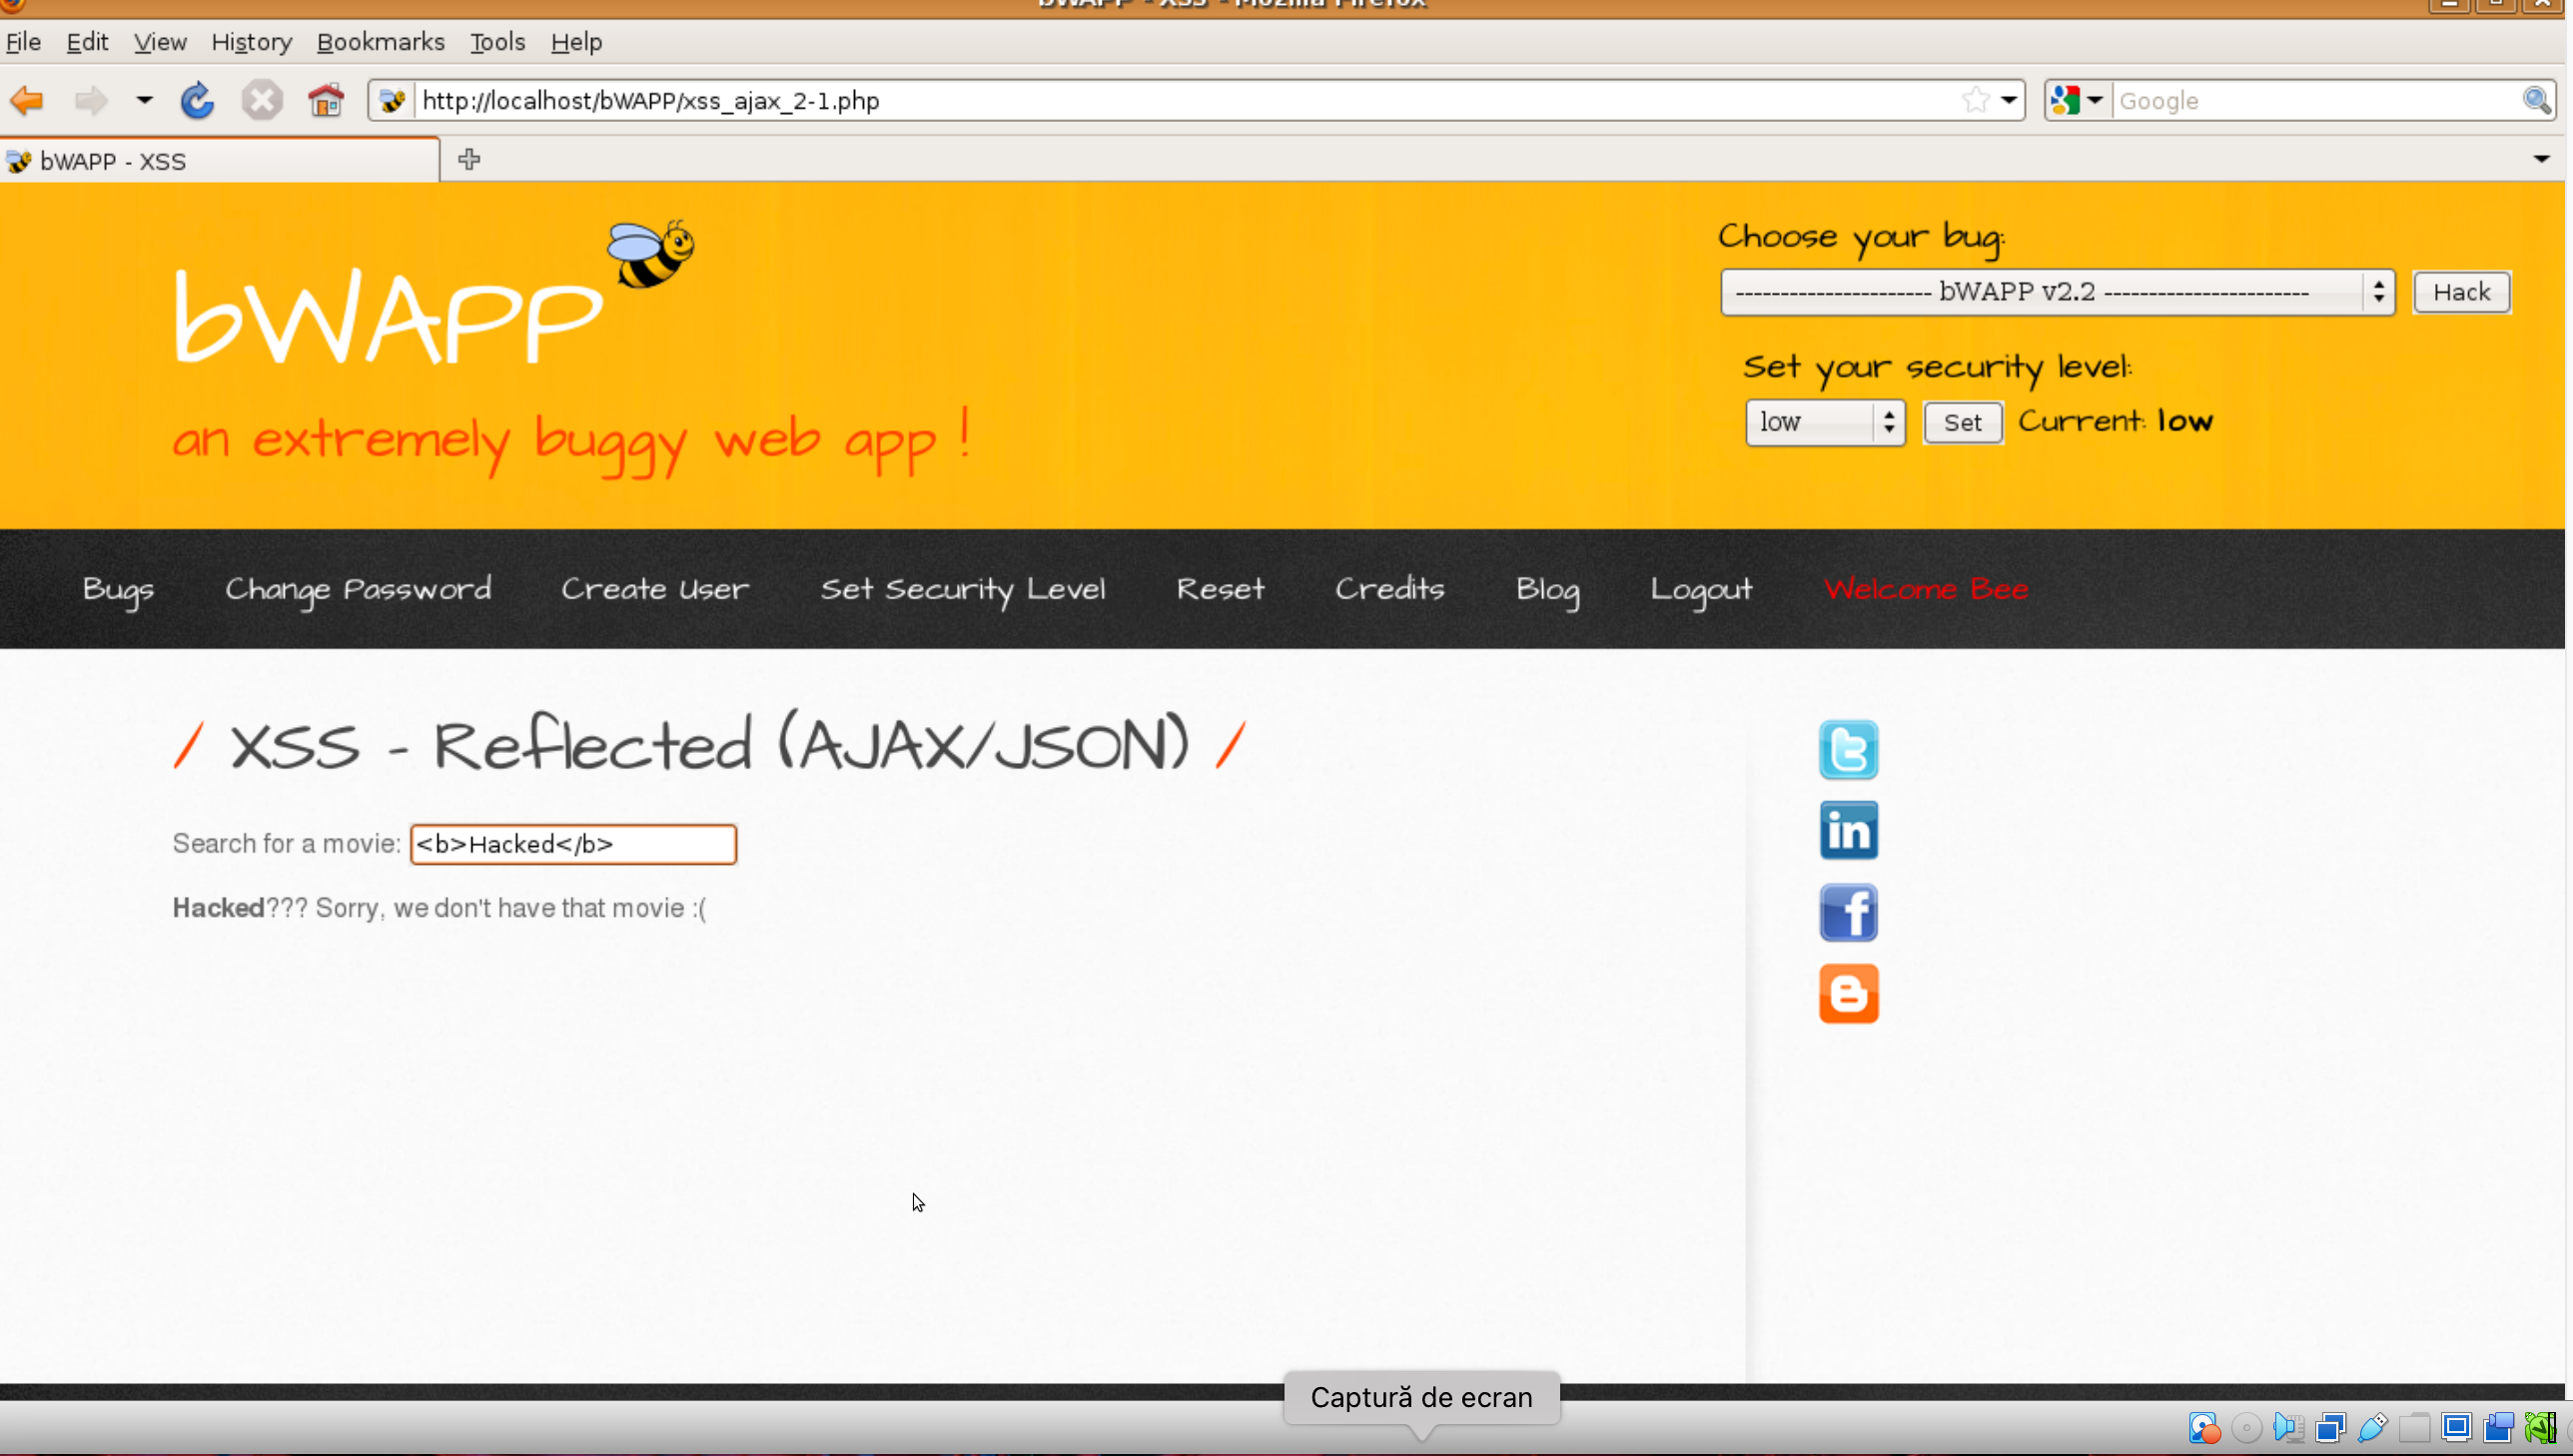 bWAPP - XSS - Mozilla Firefox
File Edit View History Bookmarks Tools Help
http://localhost/bWAPP/xss_ajax_2-1.php
Google
bWAPP - XSS
bWAPP
an extremely buggy web app !
Choose your bug:
---------------------- bWAPP v2.2 -----------------------
Hack
Set your security level:
low
Set
Current: low
Bugs Change Password Create User Set Security Level Reset Credits Blog Logout Welcome Bee
/ XSS - Reflected (AJAX/JSON) /
Search for a movie: <b>Hacked</b>
Hacked??? Sorry, we don't have that movie :(
Captură de ecran